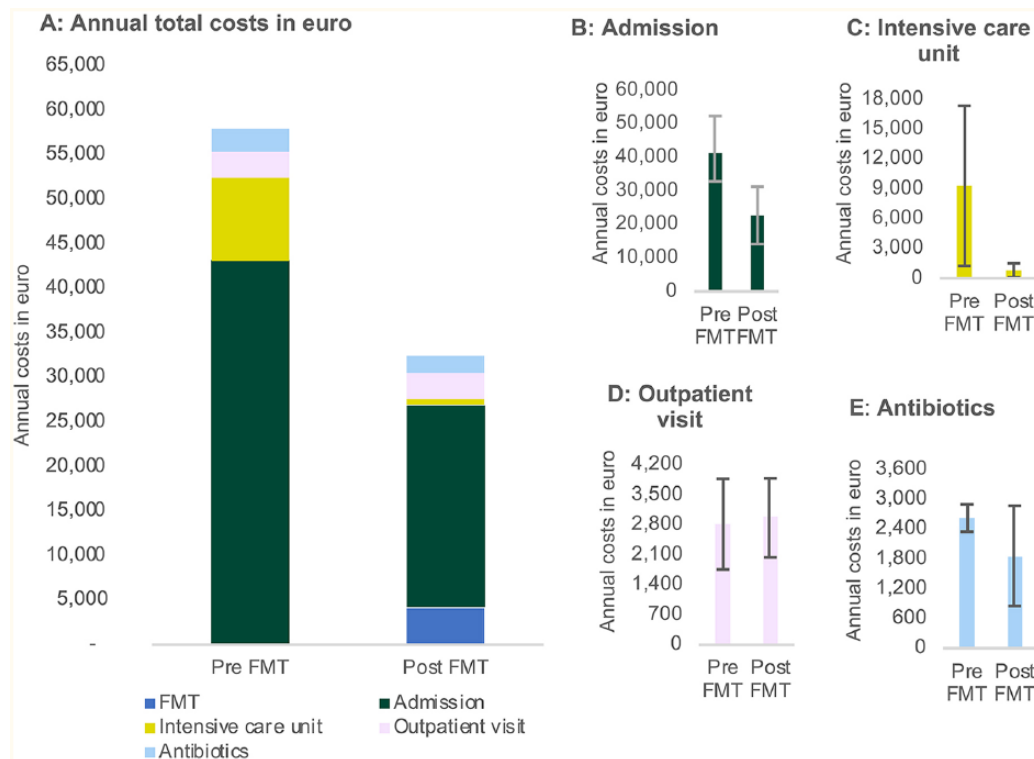 A: Annual total costs in euro
65,000
60,000
55,000
50,000
45,000
40,000
35,000
30,000
25,000
20,000
15,000
10,000
5,000
-
Annual costs in euro
Pre FMT
Post FMT
FMT
Admission
Intensive care unit
Outpatient visit
Antibiotics
B: Admission
Annual costs in euro
60,000
50,000
40,000
30,000
20,000
10,000
0
Pre Post
FMT FMT
C: Intensive care
unit
Annual costs in euro
18,000
15,000
12,000
9,000
6,000
3,000
0
Pre Post
FMT FMT
D: Outpatient
visit
Annual costs in euro
4,200
3,500
2,800
2,100
1,400
700
0
Pre Post
FMT FMT
E: Antibiotics
Annual costs in euro
3,600
3,000
2,400
1,800
1,200
600
0
Pre Post
FMT FMT